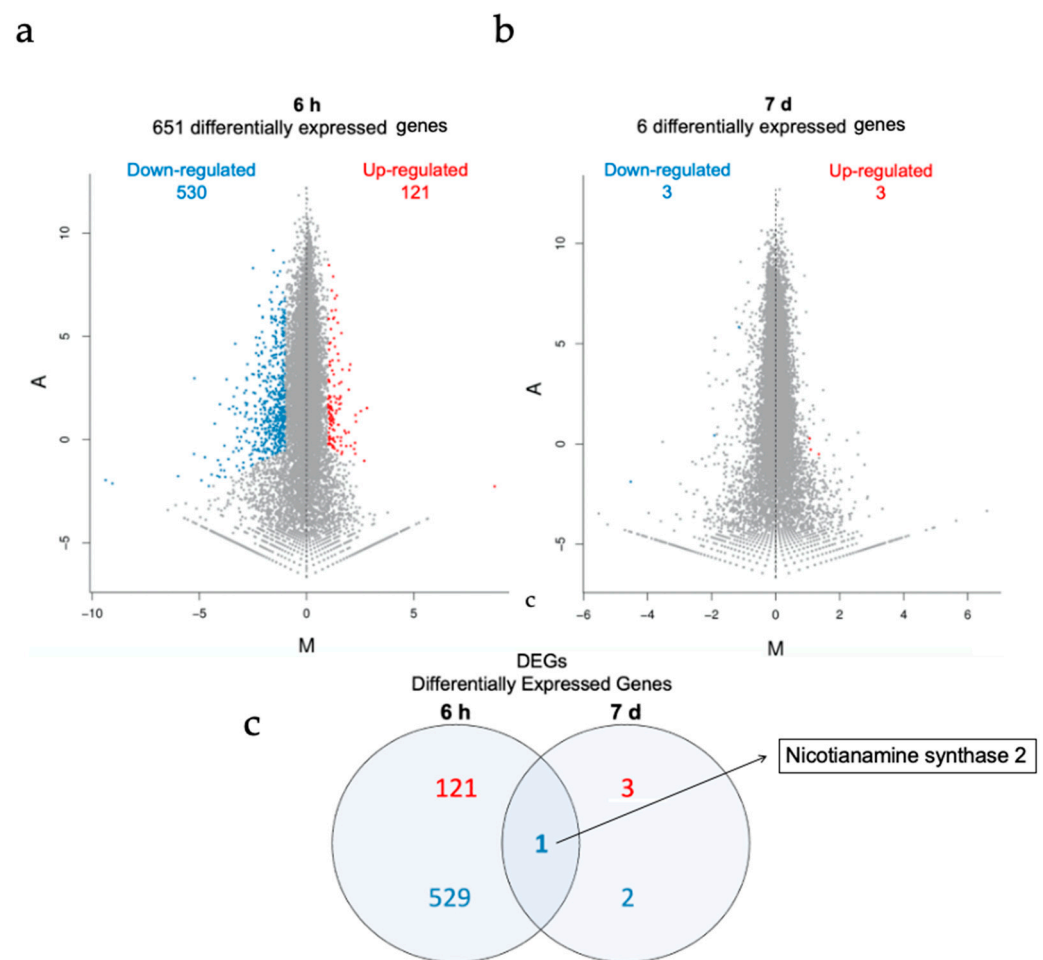 a
b
6 h
651 differentially expressed genes
Down-regulated
530
Up-regulated
121
10
5
0
−5
A
−10
−5
0
5
M
7 d
6 differentially expressed genes
Down-regulated
3
Up-regulated
3
10
5
0
−5
A
−6
−4
−2
0
2
4
6
M
c
DEGs
Differentially Expressed Genes
6 h
7 d
c
121
3
1
529
2
Nicotianamine synthase 2